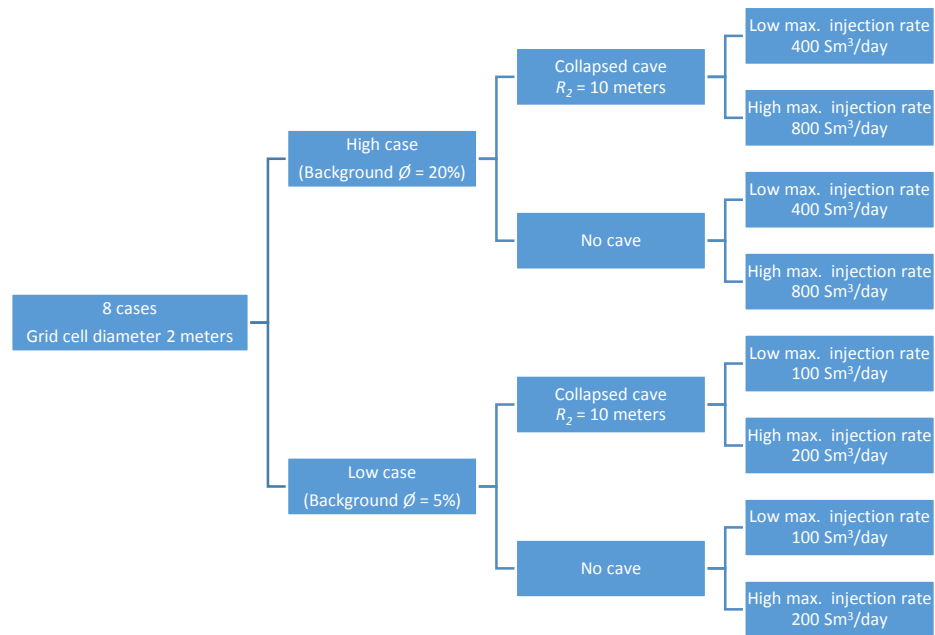 8 cases
Grid cell diameter 2 meters
High case
(Background Ø = 20%)
Collapsed cave
R₂ = 10 meters
Low max. injection rate
400 Sm³/day
High max. injection rate
800 Sm³/day
No cave
Low max. injection rate
400 Sm³/day
High max. injection rate
800 Sm³/day
Low case
(Background Ø = 5%)
Collapsed cave
R₂ = 10 meters
Low max. injection rate
100 Sm³/day
High max. injection rate
200 Sm³/day
No cave
Low max. injection rate
100 Sm³/day
High max. injection rate
200 Sm³/day